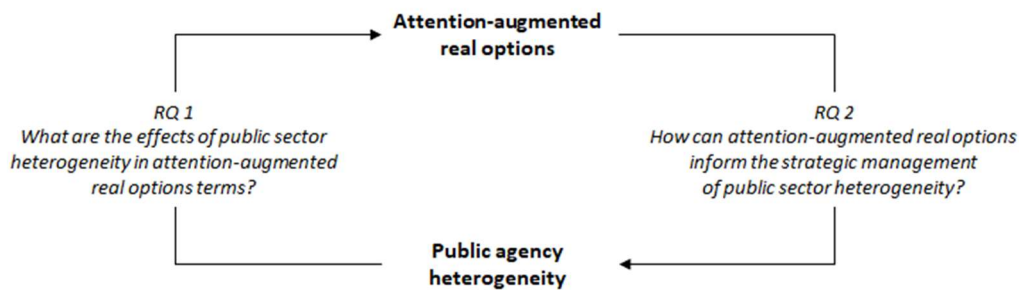 Attention-augmented
real options
RQ 1
What are the effects of public sector
heterogeneity in attention-augmented
real options terms?
RQ 2
How can attention-augmented real options
inform the strategic management
of public sector heterogeneity?
Public agency
heterogeneity